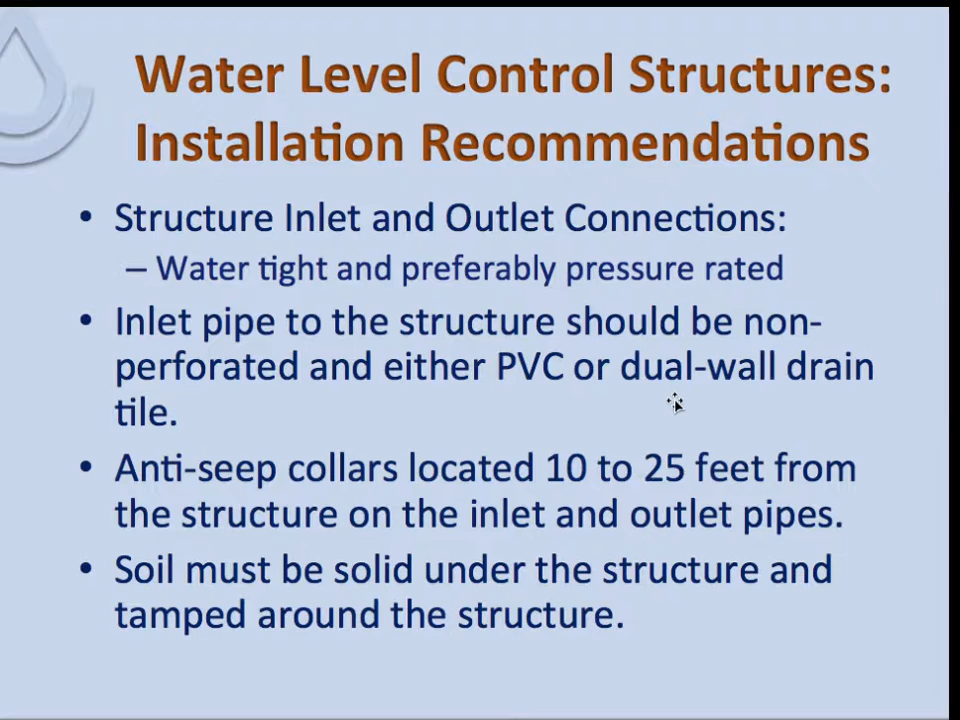 Water Level Control Structures:
Installation Recommendations
• Structure Inlet and Outlet Connections:
– Water tight and preferably pressure rated
• Inlet pipe to the structure should be non-
perforated and either PVC or dual-wall drain
tile.
• Anti-seep collars located 10 to 25 feet from
the structure on the inlet and outlet pipes.
• Soil must be solid under the structure and
tamped around the structure.